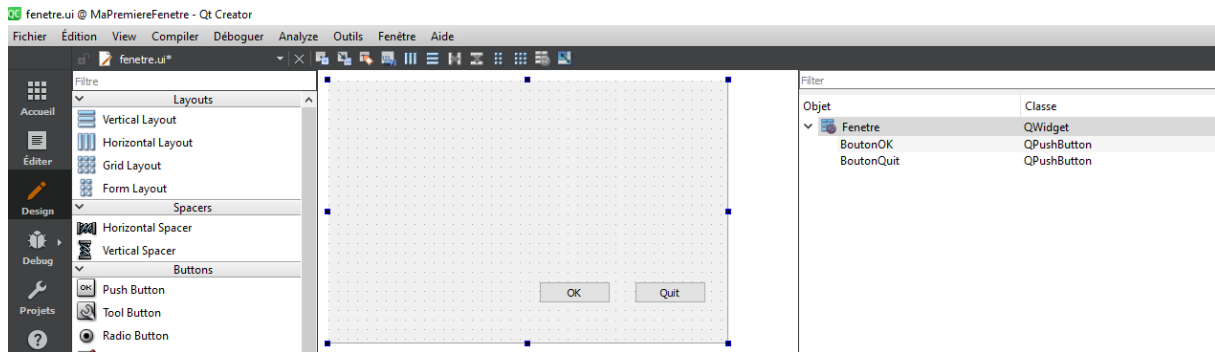 QC fenetre.ui @ MaPremiereFenetre - Qt Creator
Fichier Édition View Compiler Déboguer Analyze Outils Fenêtre Aide
fenetre.ui*
Accueil
Éditer
Design
Debug
Projets
Filtre
Layouts
Vertical Layout
Horizontal Layout
Grid Layout
Form Layout
Spacers
Horizontal Spacer
Vertical Spacer
Buttons
OK Push Button
Tool Button
Radio Button
OK Quit
Filter
Objet Classe
Fenetre QWidget
BoutonOK QPushButton
BoutonQuit QPushButton